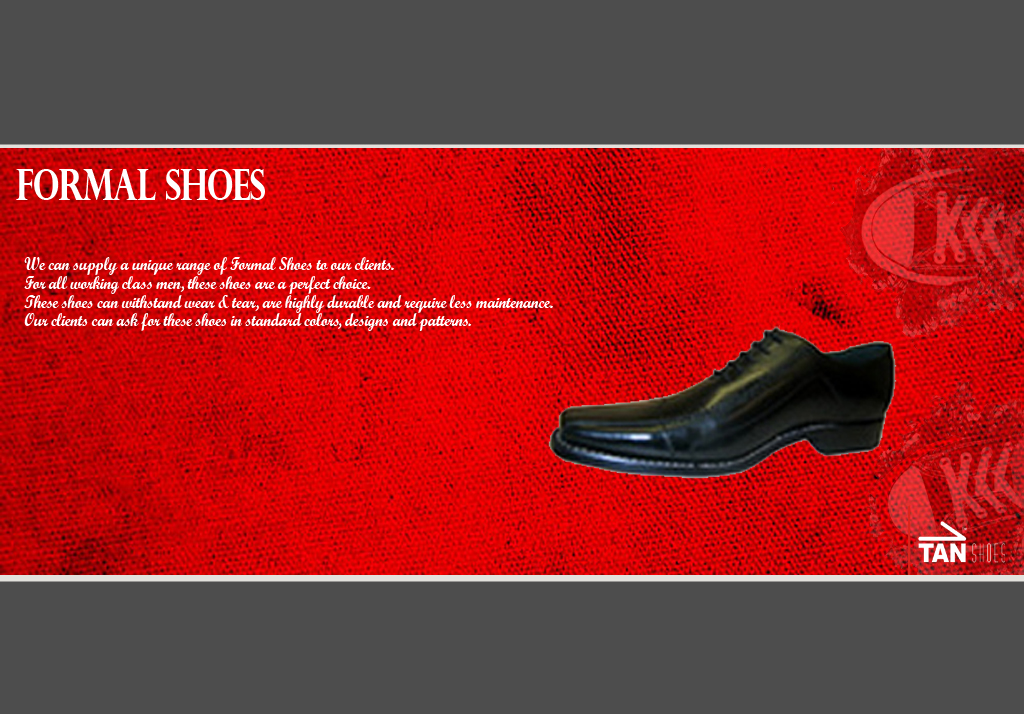 FORMAL SHOES
We can supply a unique range of Formal Shoes to our clients.
For all working class men, these shoes are a perfect choice.
These shoes can withstand wear & tear, are highly durable and require less maintenance.
Our clients can ask for these shoes in standard colors, designs and patterns.
TAN SHOES